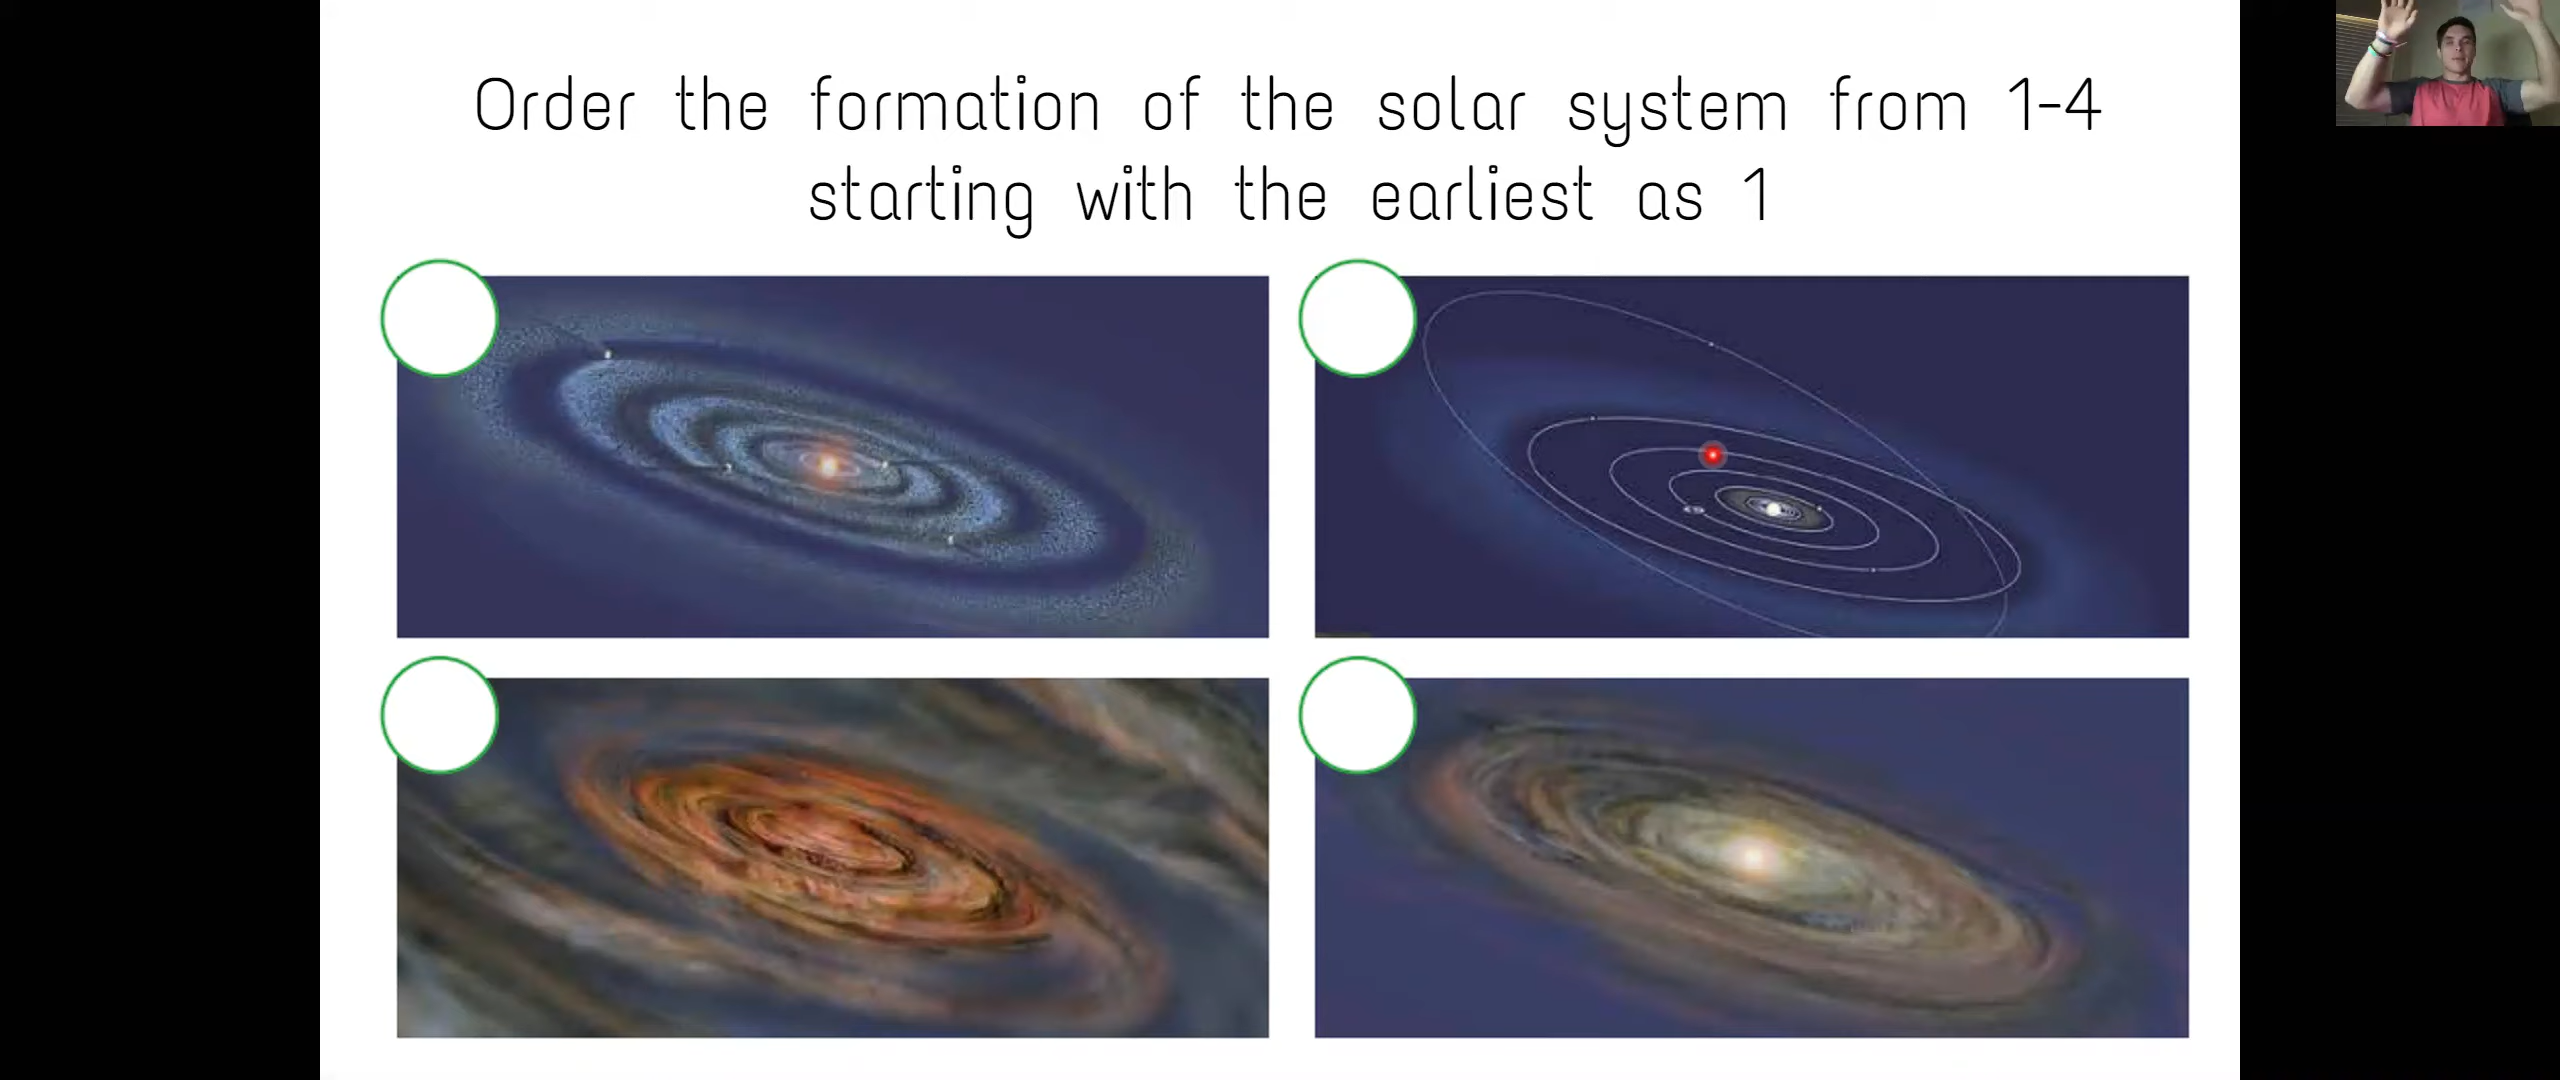 Order the formation of the solar system from 1-4
starting with the earliest as 1